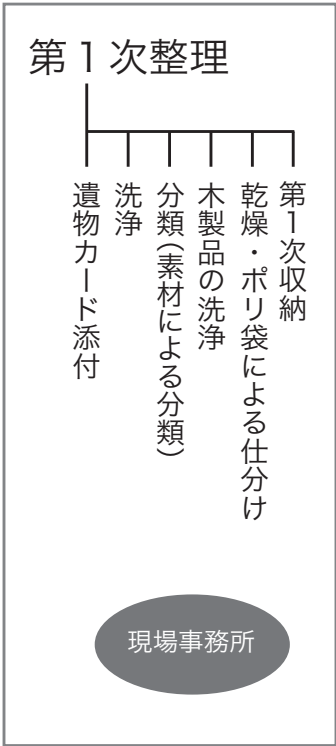 第1次整理
遺物カード添付
洗浄
分類(素材による分類)
木製品の洗浄
乾燥・ポリ袋による仕分け
第1次収納
現場事務所